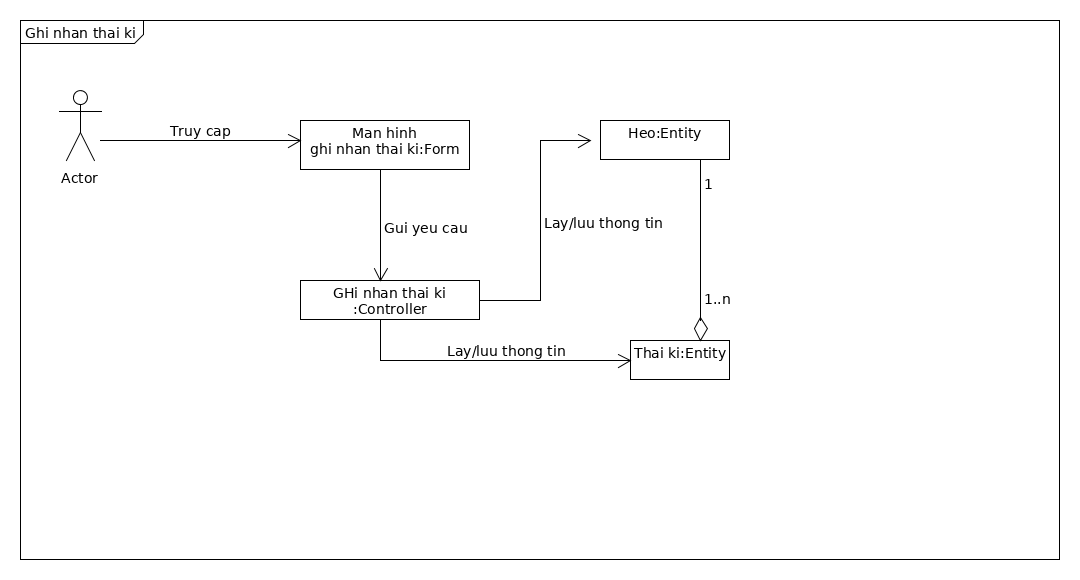 Ghi nhan thai ki
Truy cap
Actor
Man hinh
ghi nhan thai ki:Form
Heo:Entity
1
Gui yeu cau
Lay/luu thong tin
GHi nhan thai ki
:Controller
1..n
Lay/luu thong tin
Thai ki:Entity